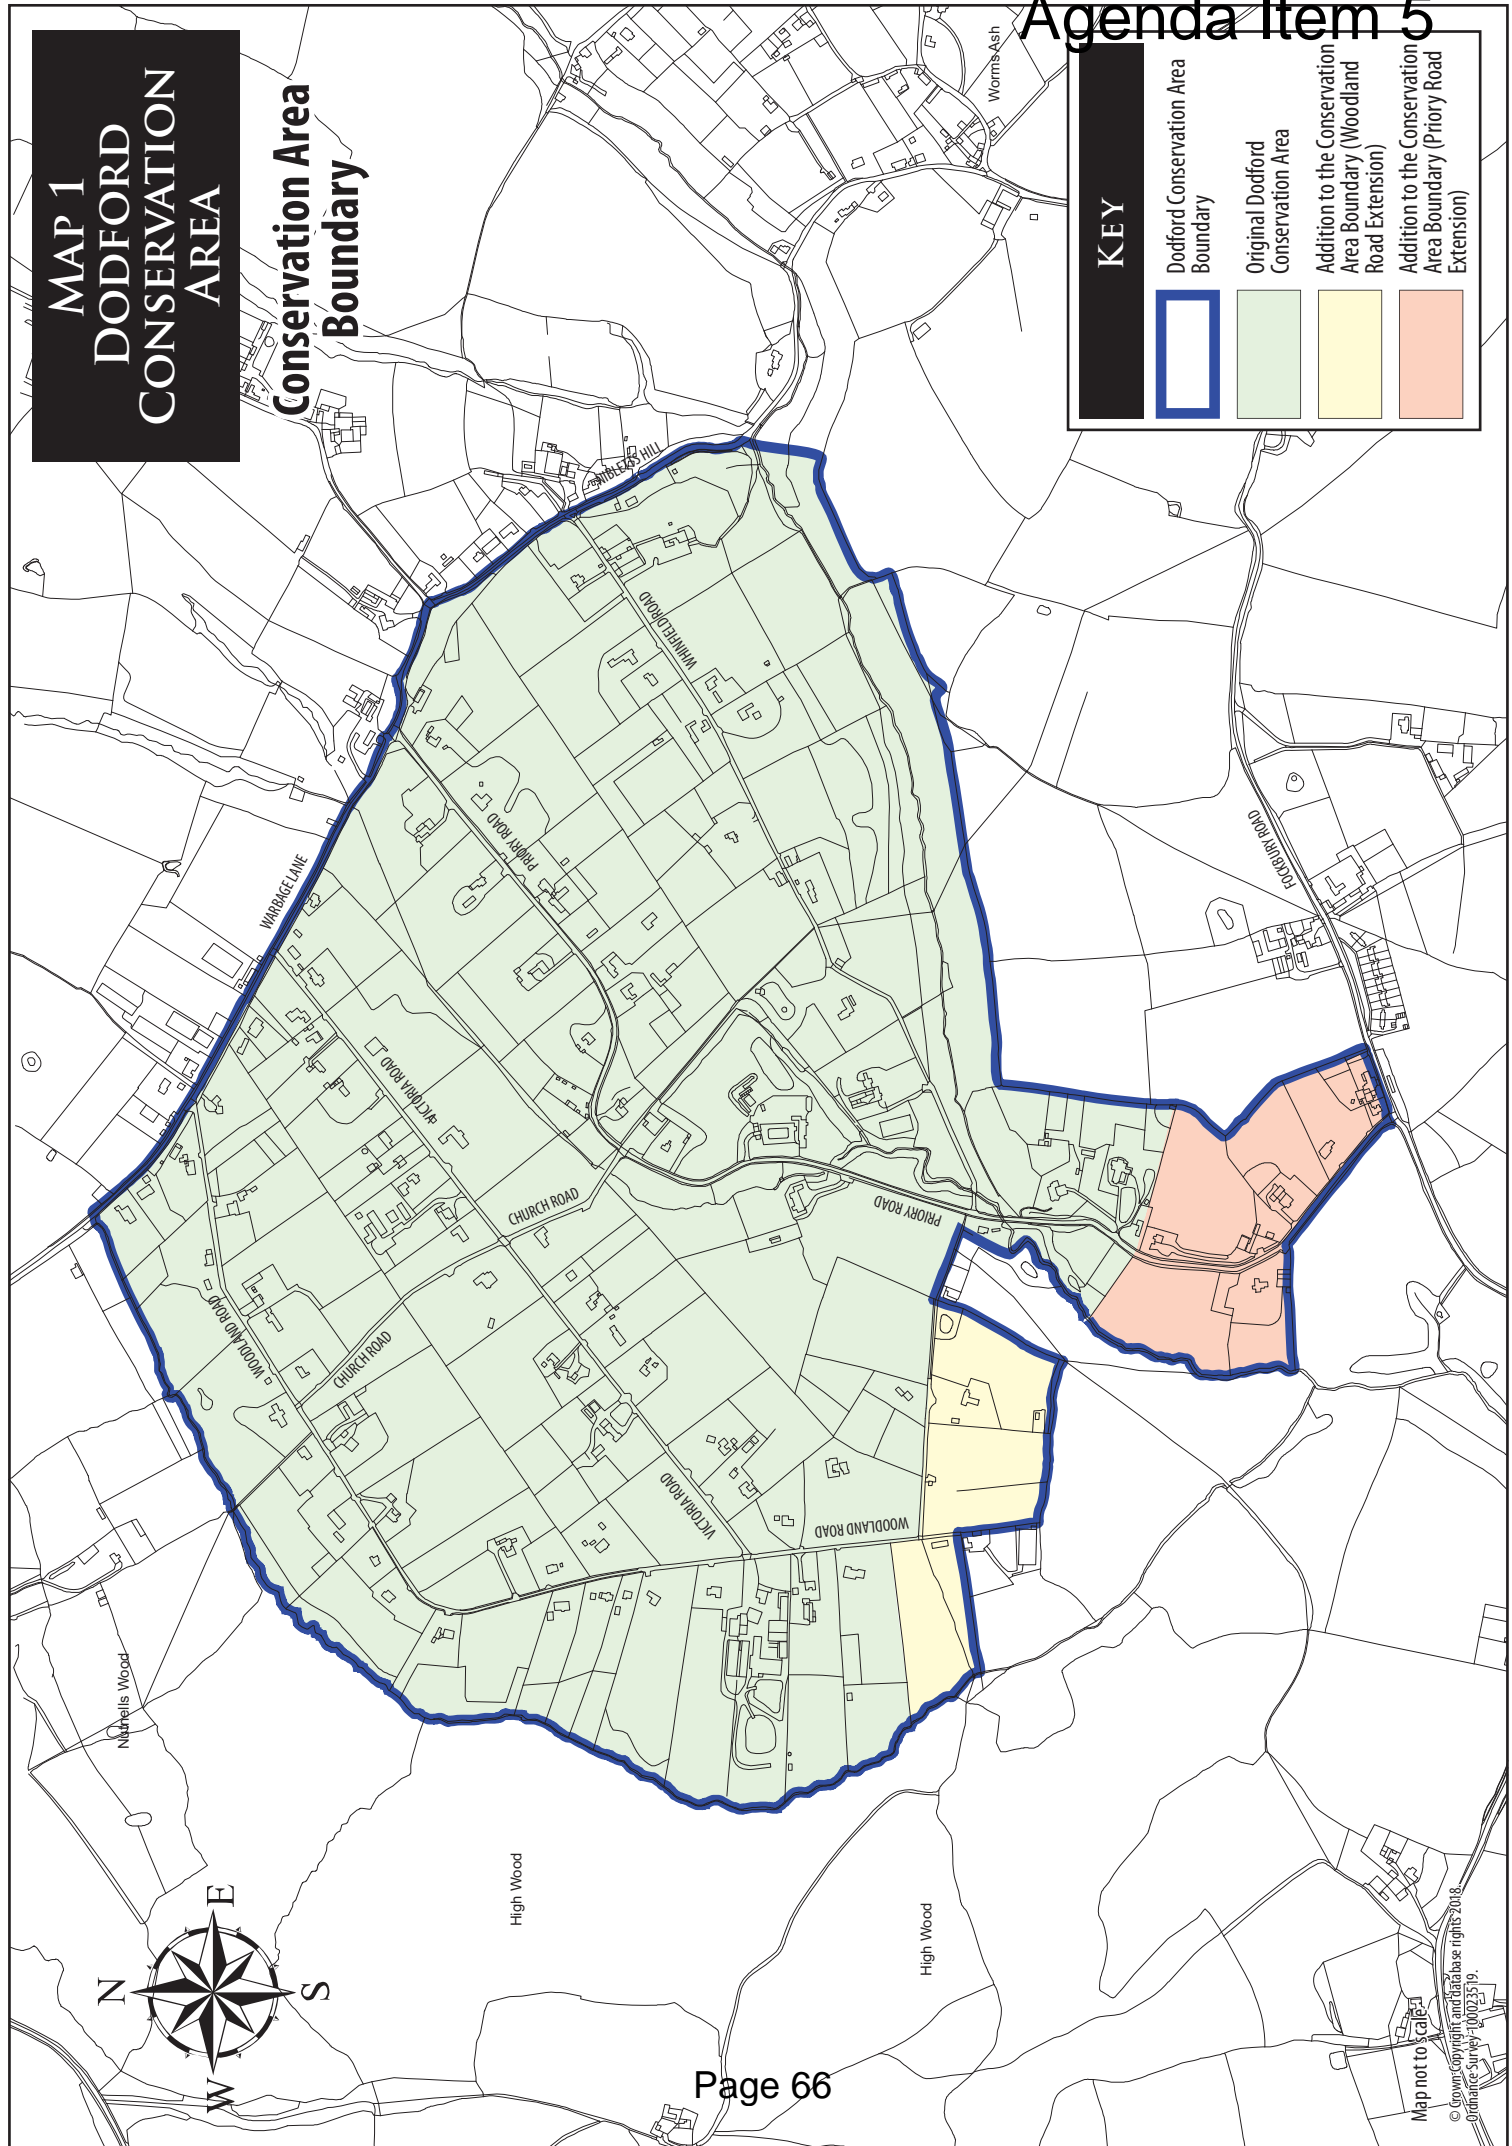 Agenda Item 5
MAP 1
DODFORD
CONSERVATION
AREA
Conservation Area
Boundary
KEY
Dodford Conservation Area
Boundary
Original Dodford
Conservation Area
Addition to the Conservation
Area Boundary (Woodland
Road Extension)
Addition to the Conservation
Area Boundary (Priory Road
Extension)
Worms Ash
NIBLETTS HILL
WHINFIELD ROAD
PRIORY ROAD
WARBAGE LANE
VICTORIA ROAD
CHURCH ROAD
WOODLAND ROAD
CHURCH ROAD
PRIORY ROAD
FOCKBURY ROAD
VICTORIA ROAD
WOODLAND ROAD
Nutnells Wood
High Wood
High Wood
N
E
S
W
Map not to scale
© Crown Copyright and database rights 2018.
Ordnance Survey 100023519.
Page 66